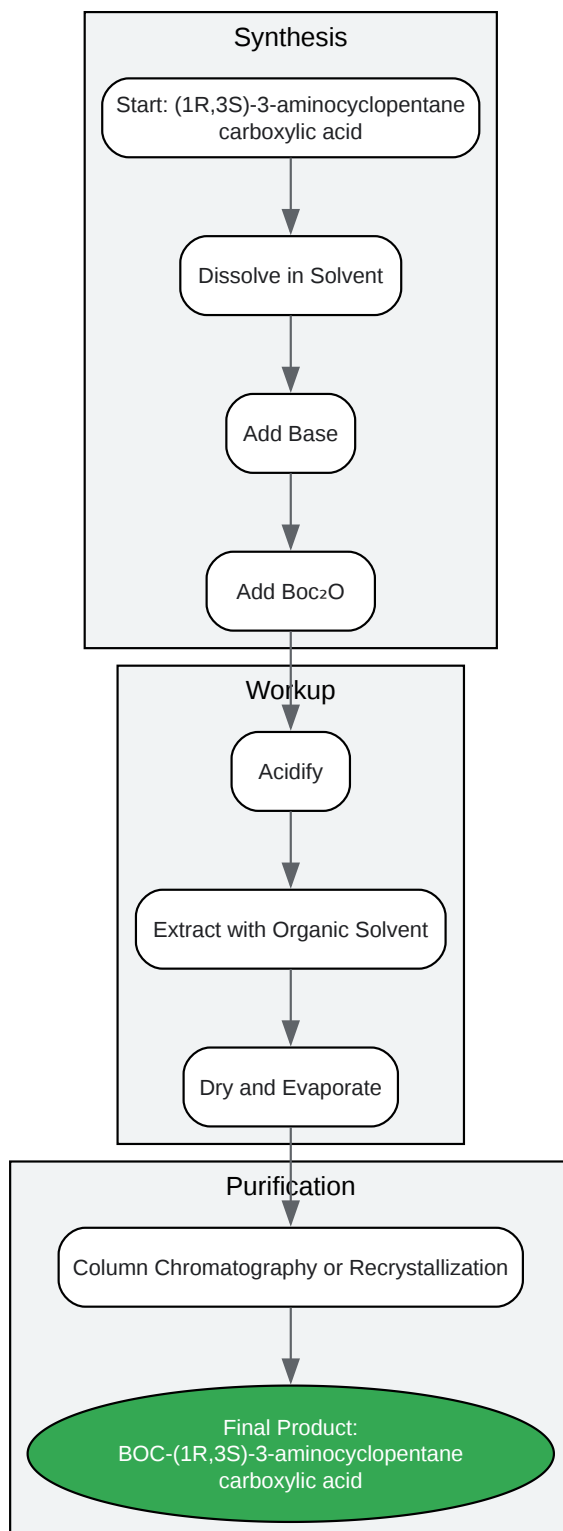 Synthesis
Start: (1R,3S)-3-aminocyclopentane
carboxylic acid
Dissolve in Solvent
Add Base
Add Boc₂O
Workup
Acidify
Extract with Organic Solvent
Dry and Evaporate
Purification
Column Chromatography or Recrystallization
Final Product:
BOC-(1R,3S)-3-aminocyclopentane
carboxylic acid